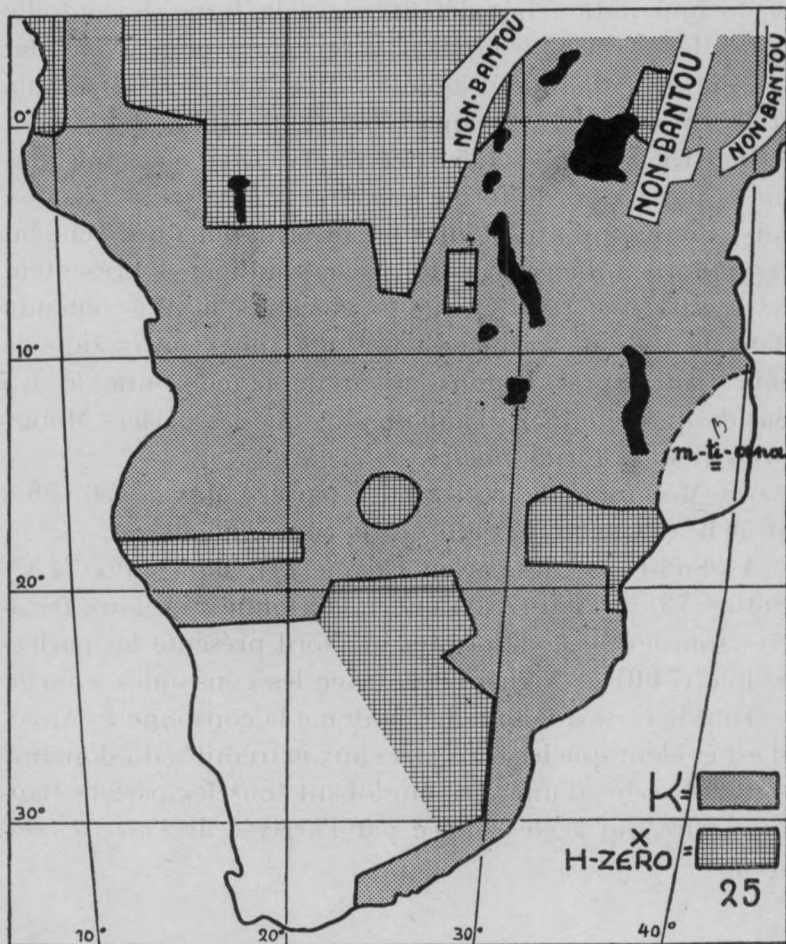 NON-BANTOU
NON-BANTOU
NON-BANTOU
0°
10°
m-ti-ana
20°
30°
K =
X
H-ZERO =
25
10°
20°
30°
40°